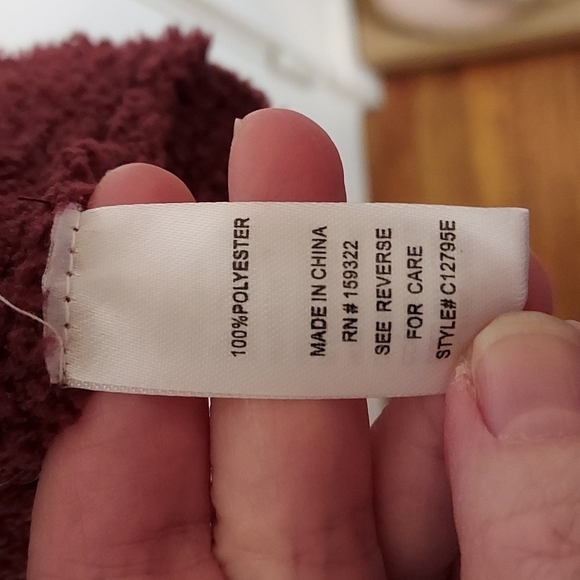 100%POLYESTER
MADE IN CHINA
RN# 159322
SEE REVERSE
FOR CARE
STYLE# C12795E